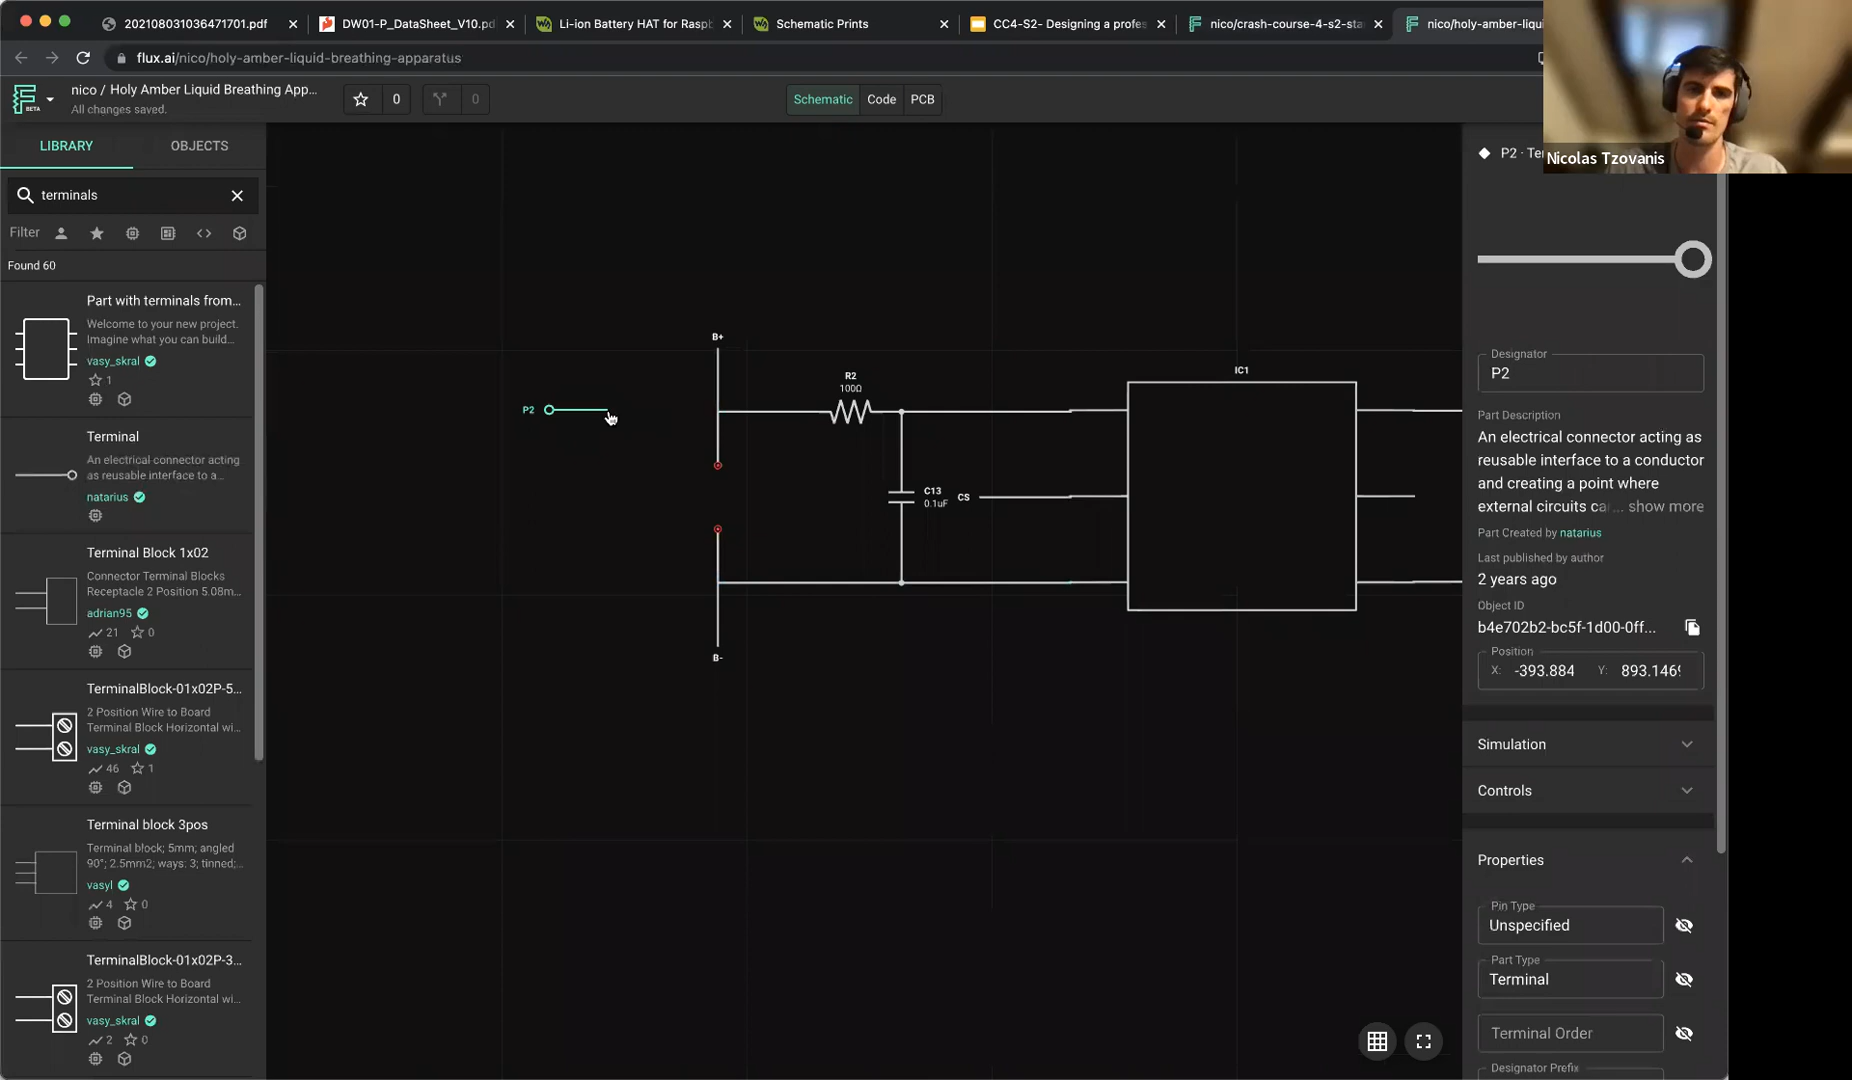 202108031036471701.pdf
DW01-P_DataSheet_V10.pd
Li-ion Battery HAT for Raspb
Schematic Prints
CC4-S2- Designing a profes
nico/crash-course-4-s2-sta
nico/holy-amber-liqui
flux.ai/nico/holy-amber-liquid-breathing-apparatus
BETA
nico / Holy Amber Liquid Breathing App...
All changes saved.
0
0
Schematic
Code
PCB
Nicolas Tzovanis
LIBRARY
OBJECTS
terminals
Filter
Found 60
Part with terminals from...
Welcome to your new project.
Imagine what you can build...
vasy_skral
1
Terminal
An electrical connector acting
as reusable interface to a...
natarius
Terminal Block 1x02
Connector Terminal Blocks
Receptacle 2 Position 5.08m...
adrian95
21
0
TerminalBlock-01x02P-5...
2 Position Wire to Board
Terminal Block Horizontal wi...
vasy_skral
46
1
Terminal block 3pos
Terminal block; 5mm; angled
90°; 2.5mm2; ways: 3; tinned;...
vasyl
4
0
TerminalBlock-01x02P-3...
2 Position Wire to Board
Terminal Block Horizontal wi...
vasy_skral
2
0
P2
B+
R2
100Ω
C13
0.1uF
CS
IC1
B-
P2 · Te
Designator
P2
Part Description
An electrical connector acting as
reusable interface to a conductor
and creating a point where
external circuits ca... show more
Part Created by natarius
Last published by author
2 years ago
Object ID
b4e702b2-bc5f-1d00-0ff...
Position
X: -393.884 Y: 893.146
Simulation
Controls
Properties
Pin Type
Unspecified
Part Type
Terminal
Terminal Order
Designator Prefix